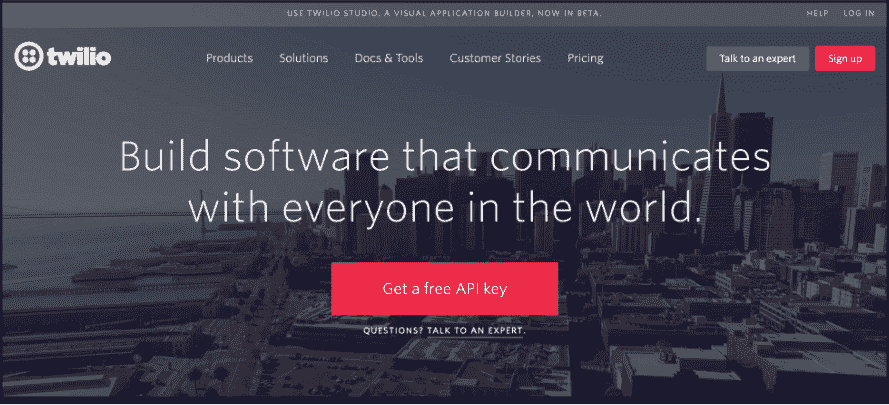 USE TWILIO STUDIO, A VISUAL APPLICATION BUILDER, NOW IN BETA.
HELP LOG IN
twilio
Products Solutions Docs & Tools Customer Stories Pricing
Talk to an expert Sign up
Build software that communicates
with everyone in the world.
Get a free API key
QUESTIONS? TALK TO AN EXPERT.